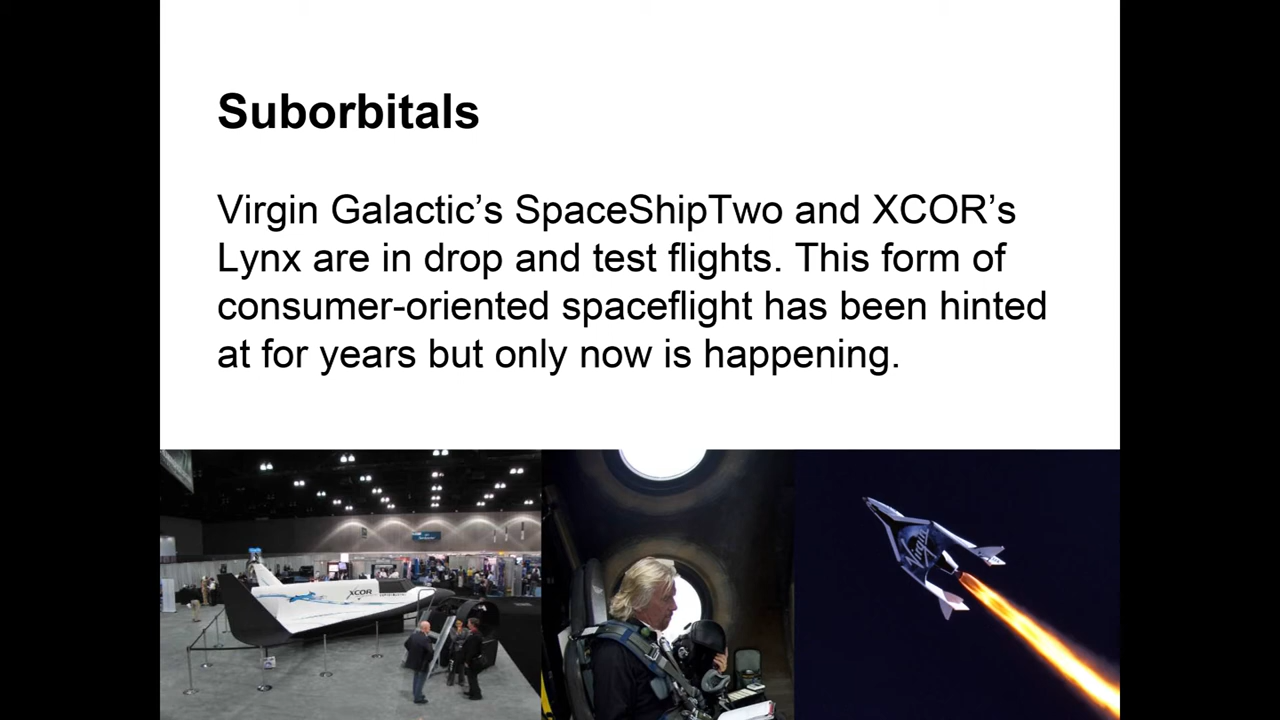 Suborbitals
Virgin Galactic’s SpaceShipTwo and XCOR’s
Lynx are in drop and test flights. This form of
consumer-oriented spaceflight has been hinted
at for years but only now is happening.
XCOR
Virgin